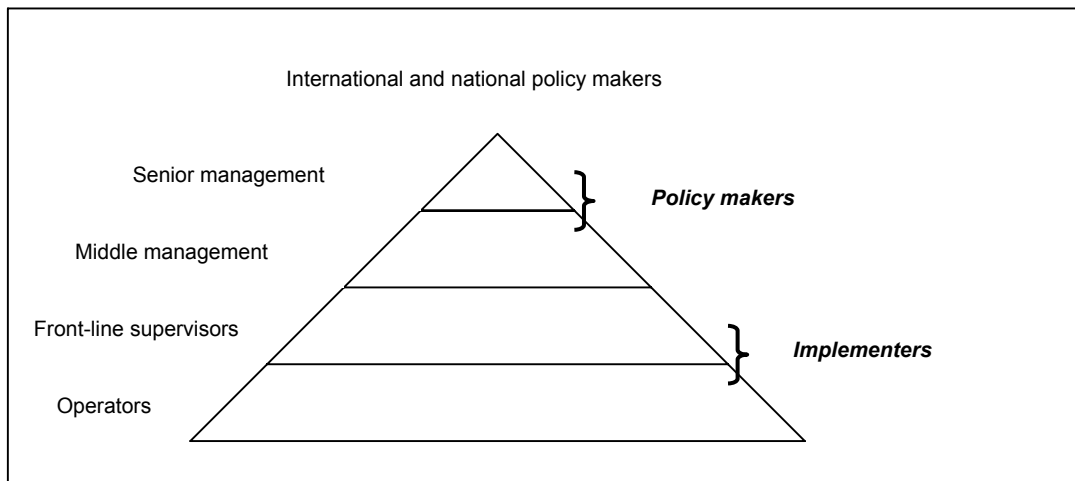 International and national policy makers
Senior management
Policy makers
Middle management
Front-line supervisors
Implementers
Operators